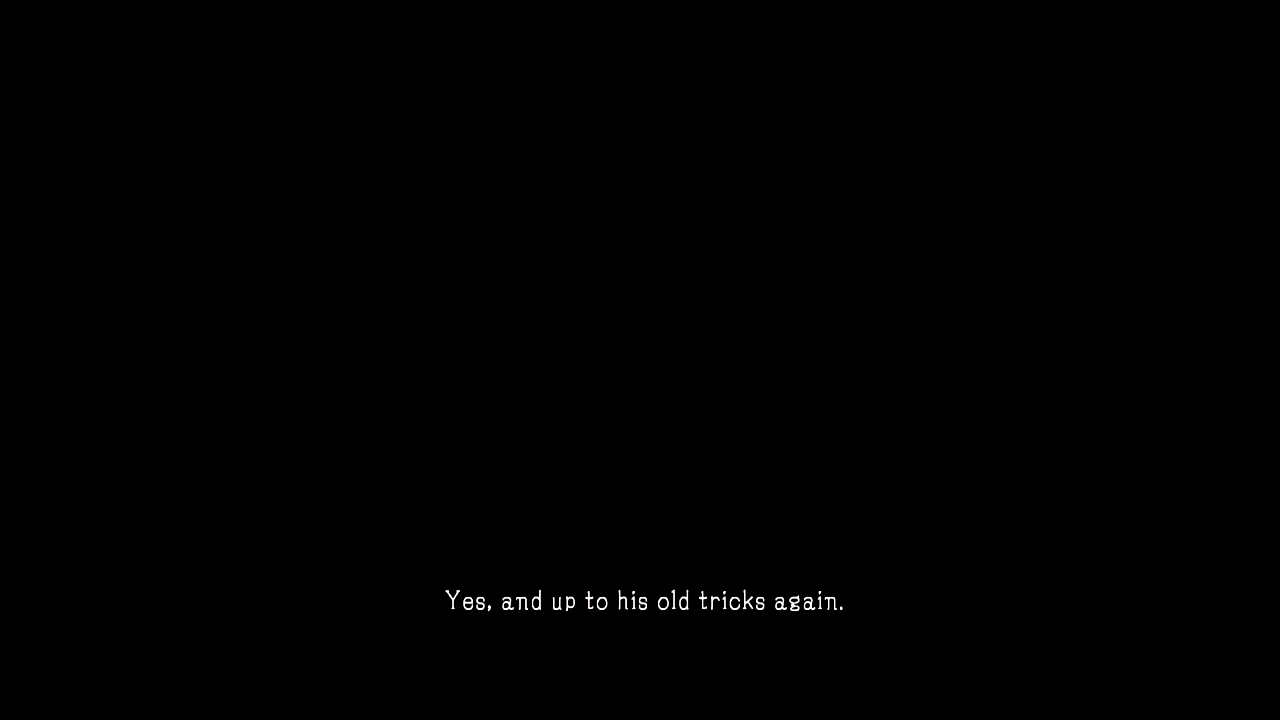 Yes, and up to his old tricks again.